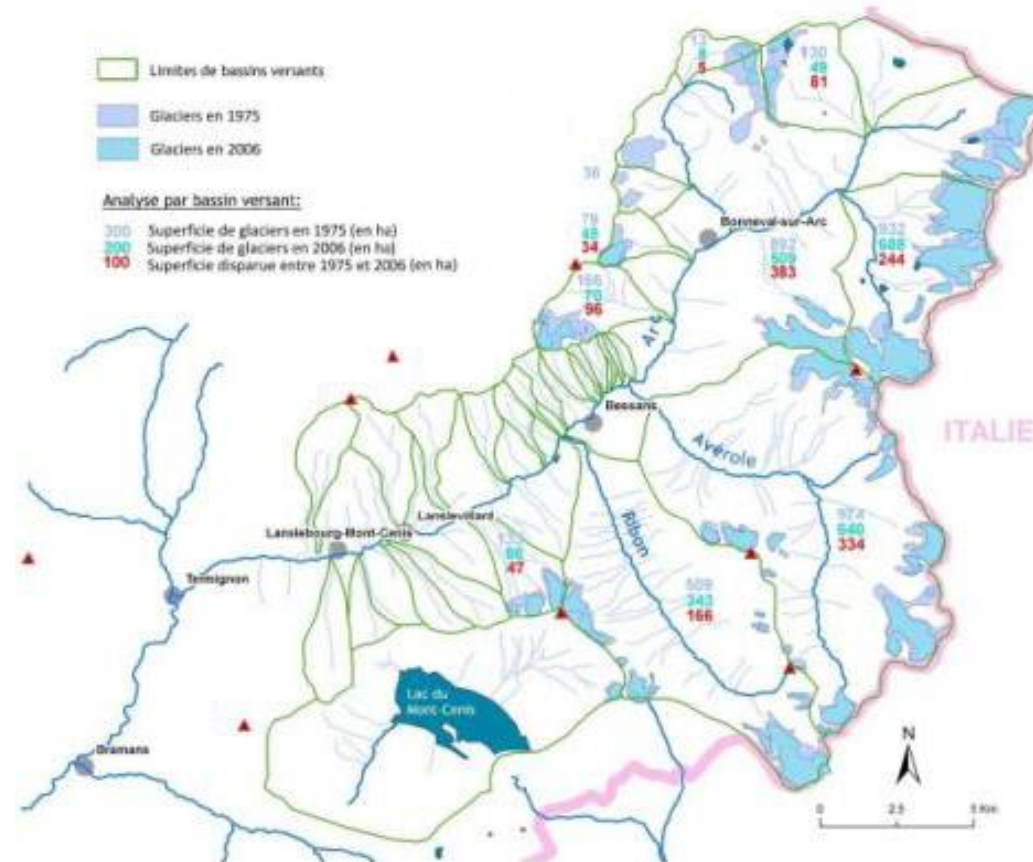 Limites de bassins versants
Glaciers en 1975
Glaciers en 2006
Analyse par bassin versant:
300 Superficie de glaciers en 1975 (en ha)
200 Superficie de glaciers en 2006 (en ha)
100 Superficie disparue entre 1975 et 2006 (en ha)
13
8
5
130
49
81
36
79
45
34
166
70
96
Bonneval-sur-Arc
892
509
383
932
688
244
Arc
Bessans
ITALIE
Avérole
Lanslevillard
Lanslebourg-Mont-Cenis
Ribon
974
640
334
86
47
509
343
166
Termignon
Lac du
Mont-Cenis
Bramans
N
0 2.5 5 Km